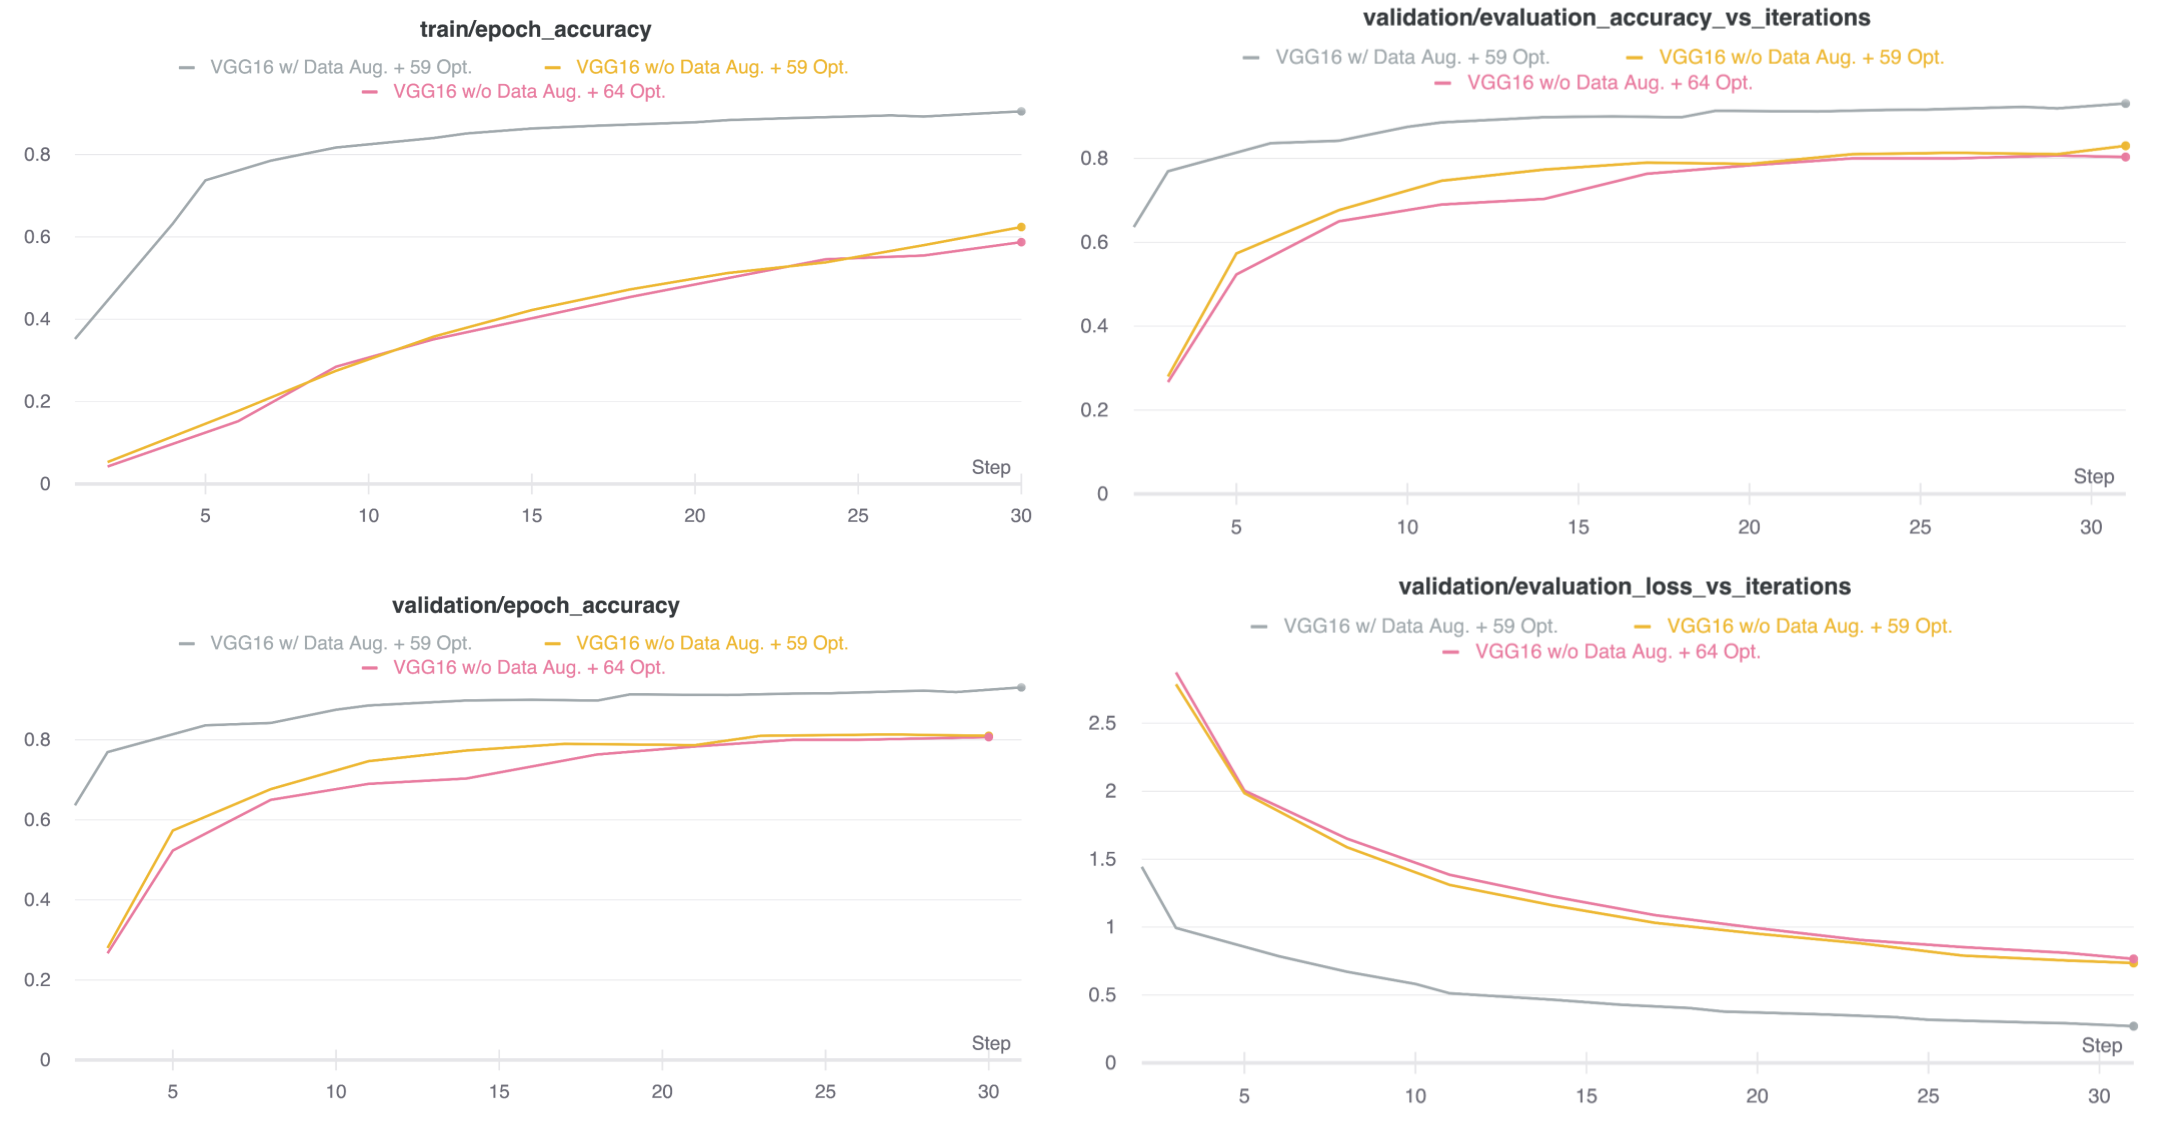 train/epoch_accuracy
VGG16 w/ Data Aug. + 59 Opt. VGG16 w/o Data Aug. + 59 Opt.
VGG16 w/o Data Aug. + 64 Opt.
0.8
0.6
0.4
0.2
Step
0
5 10 15 20 25 30
validation/evaluation_accuracy_vs_iterations
VGG16 w/ Data Aug. + 59 Opt. VGG16 w/o Data Aug. + 59 Opt.
VGG16 w/o Data Aug. + 64 Opt.
0.8
0.6
0.4
0.2
Step
0
5 10 15 20 25 30
validation/epoch_accuracy
VGG16 w/ Data Aug. + 59 Opt. VGG16 w/o Data Aug. + 59 Opt.
VGG16 w/o Data Aug. + 64 Opt.
0.8
0.6
0.4
0.2
Step
0
5 10 15 20 25 30
validation/evaluation_loss_vs_iterations
VGG16 w/ Data Aug. + 59 Opt. VGG16 w/o Data Aug. + 59 Opt.
VGG16 w/o Data Aug. + 64 Opt.
2.5
2
1.5
1
0.5
Step
0
5 10 15 20 25 30